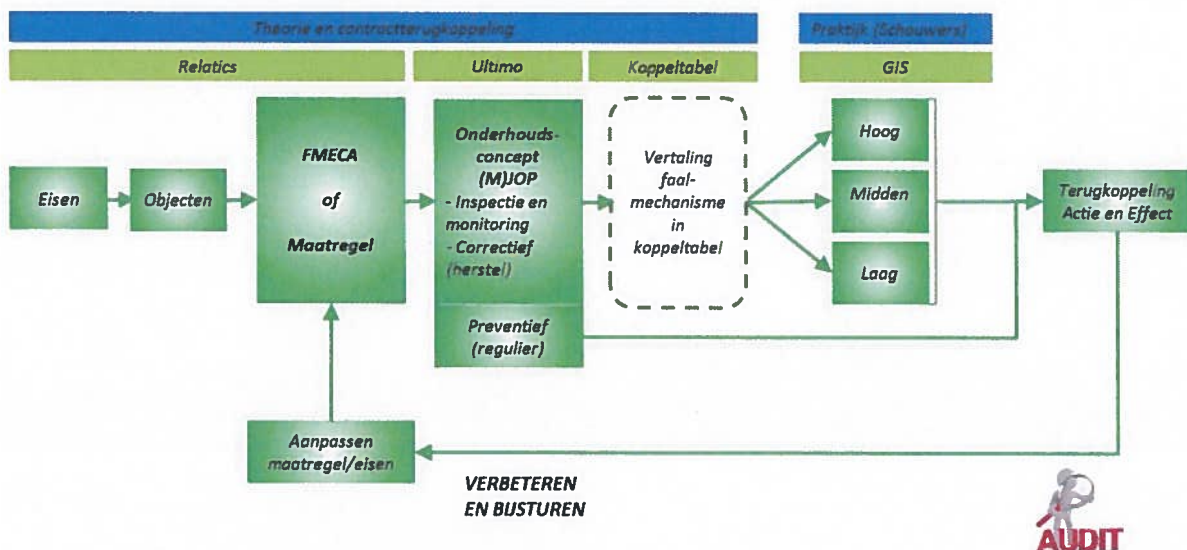 Theorie en contractterugkoppeling
Praktijk (Schouwers)
Relatics
Ultimo
Koppeltabel
GIS
Eisen
Objecten
FMECA
of
Maatregel
Onderhouds-
concept
(M)JOP
- Inspectie en
monitoring
- Correctief
(herstel)
Preventief
(regulier)
Vertaling
faal-
mechanisme
in
koppeltabel
Hoog
Midden
Laag
Terugkoppeling
Actie en Effect
Aanpassen
maatregel/eisen
VERBETEREN
EN BIJSTUREN
AUDIT